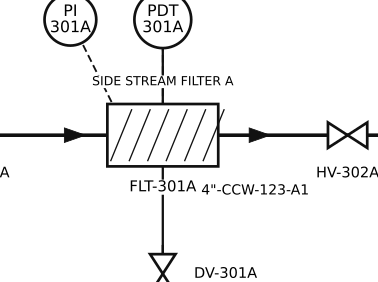 PI
301A
PDT
301A
SIDE STREAM FILTER A
A
HV-302A
FLT-301A
4"-CCW-123-A1
DV-301A